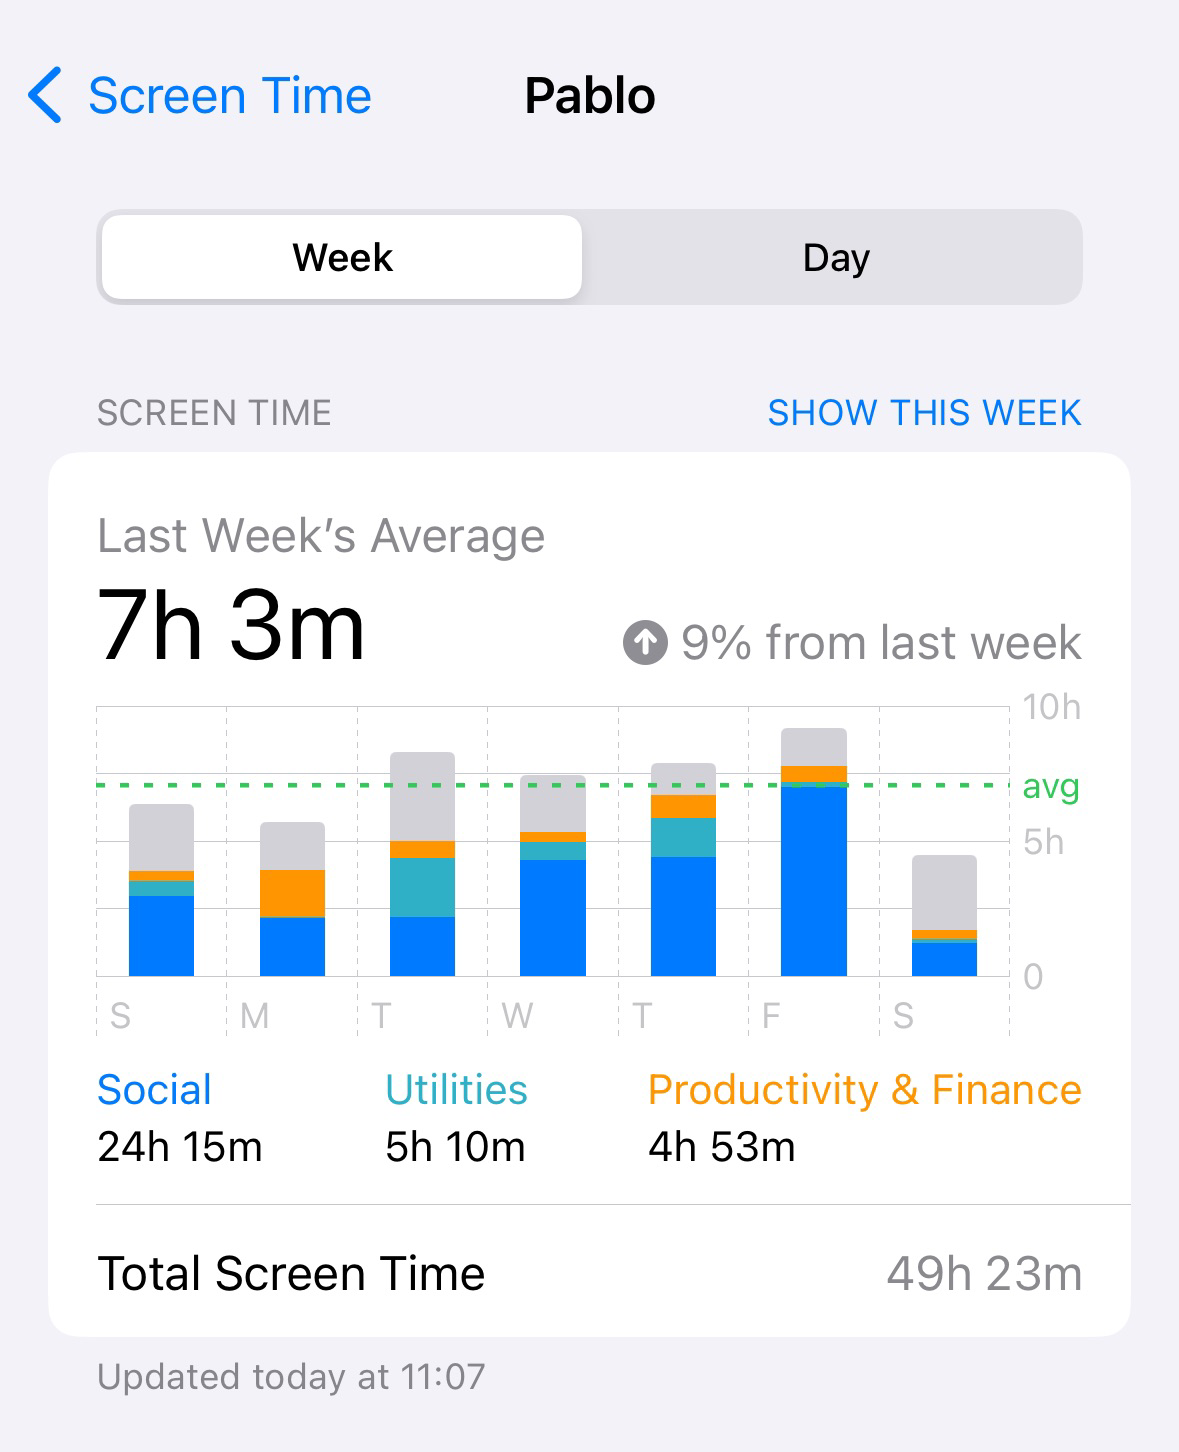 Screen Time Pablo
Week Day
SCREEN TIME SHOW THIS WEEK
Last Week’s Average
7h 3m 9% from last week
10h
avg
5h
0
S M T W T F S
Social Utilities Productivity & Finance
24h 15m 5h 10m 4h 53m
Total Screen Time 49h 23m
Updated today at 11:07